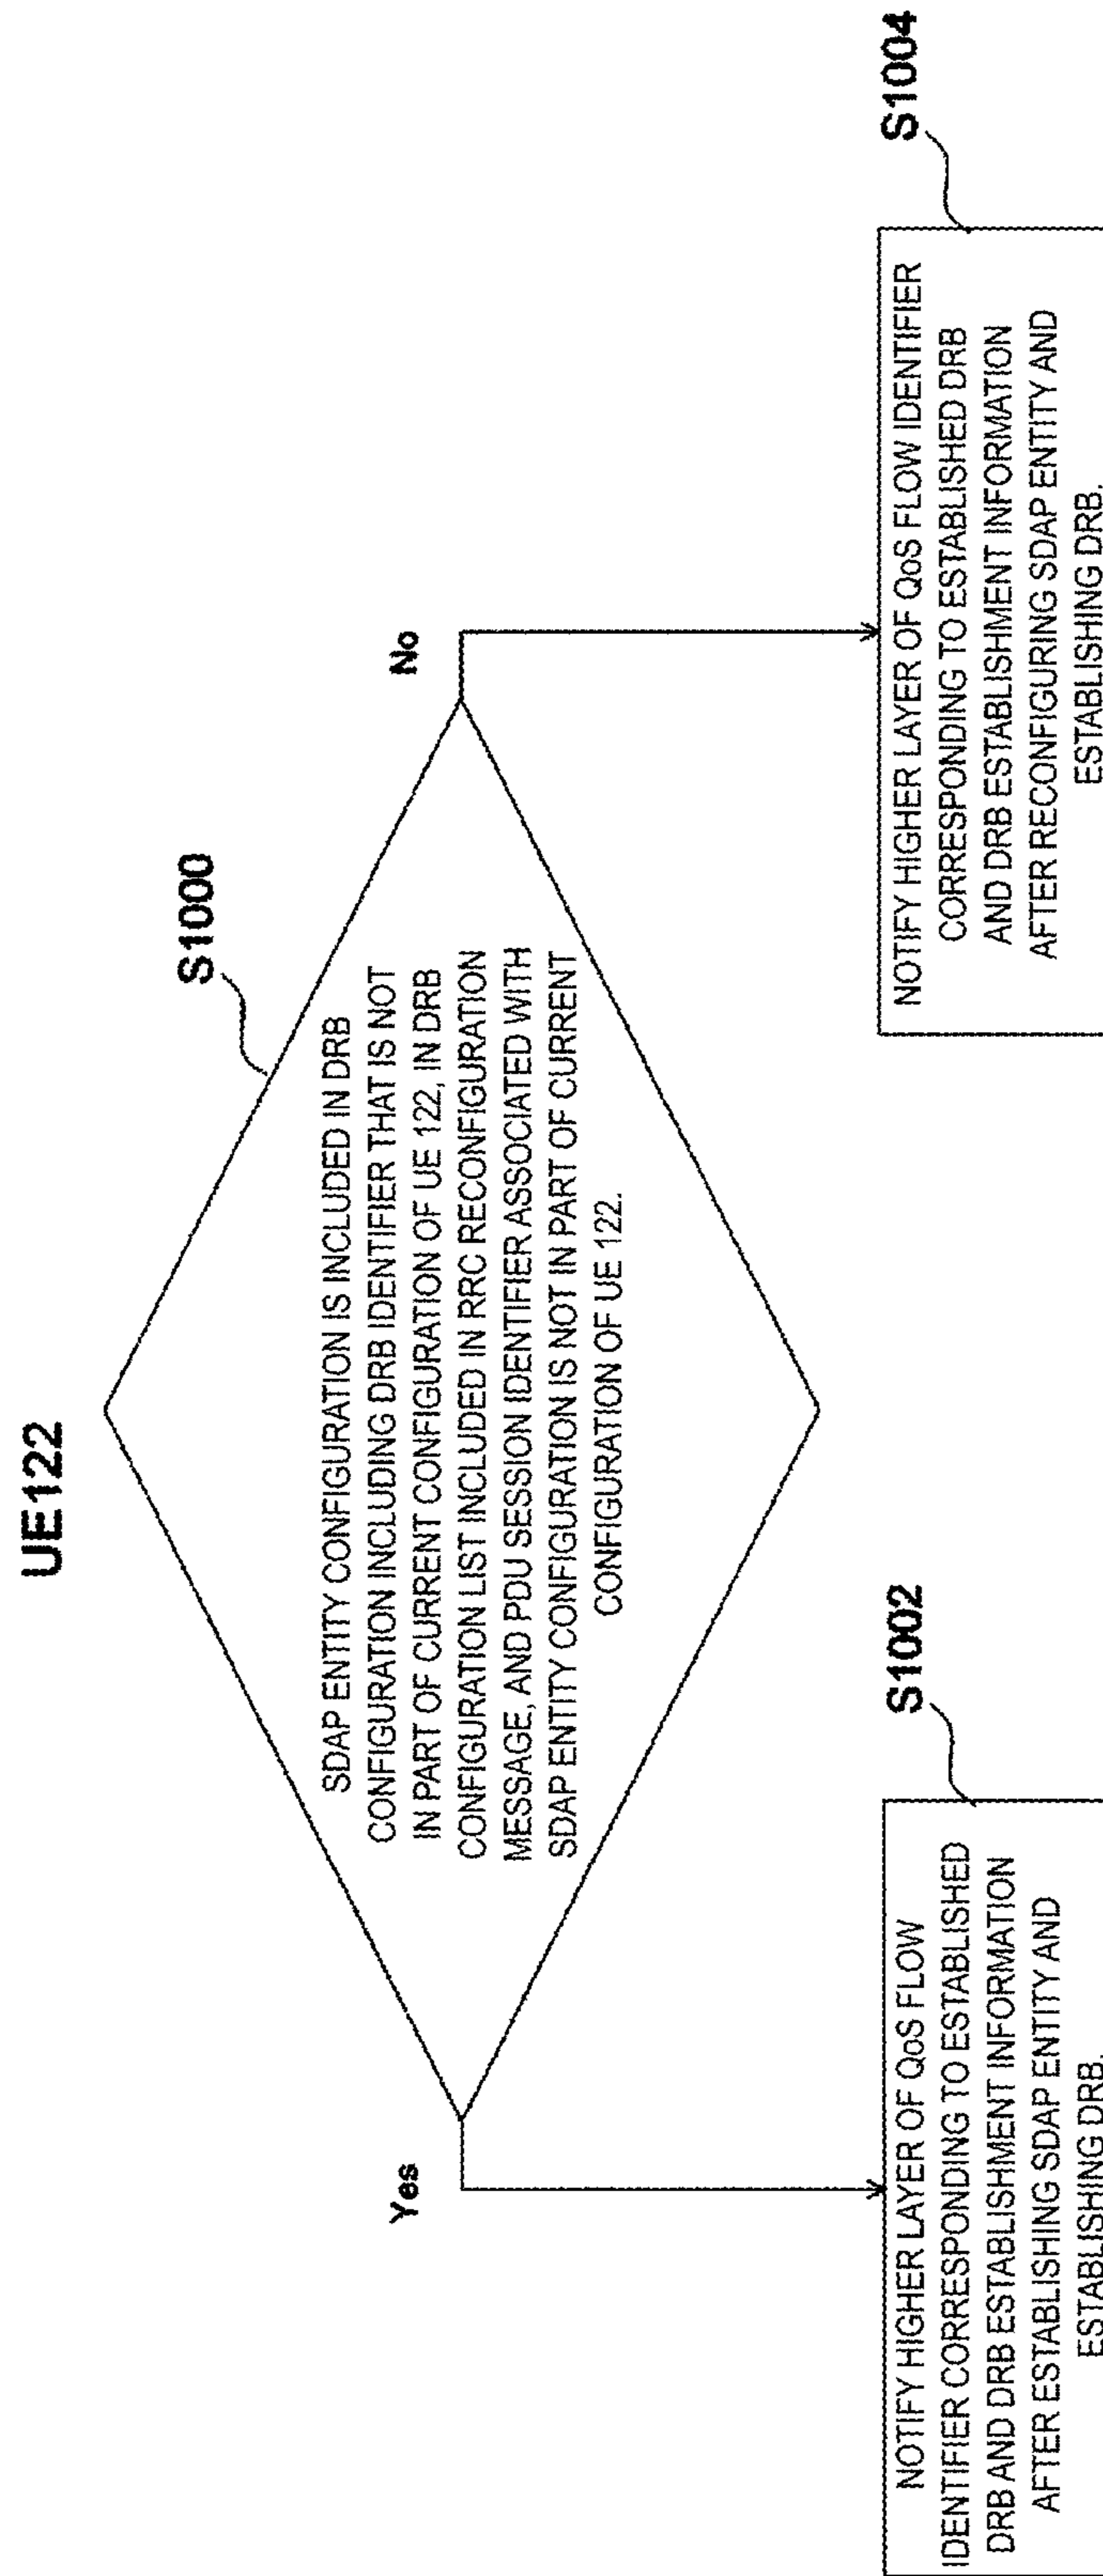 UE122
S1000
SDAP ENTITY CONFIGURATION IS INCLUDED IN DRB
CONFIGURATION INCLUDING DRB IDENTIFIER THAT IS NOT
IN PART OF CURRENT CONFIGURATION OF UE 122, IN DRB
CONFIGURATION LIST INCLUDED IN RRC RECONFIGURATION
MESSAGE, AND PDU SESSION IDENTIFIER ASSOCIATED WITH
SDAP ENTITY CONFIGURATION IS NOT IN PART OF CURRENT
CONFIGURATION OF UE 122.
Yes
No
S1002
NOTIFY HIGHER LAYER OF QoS FLOW
IDENTIFIER CORRESPONDING TO ESTABLISHED
DRB AND DRB ESTABLISHMENT INFORMATION
AFTER ESTABLISHING SDAP ENTITY AND
ESTABLISHING DRB.
S1004
NOTIFY HIGHER LAYER OF QoS FLOW IDENTIFIER
CORRESPONDING TO ESTABLISHED DRB
AND DRB ESTABLISHMENT INFORMATION
AFTER RECONFIGURING SDAP ENTITY AND
ESTABLISHING DRB.